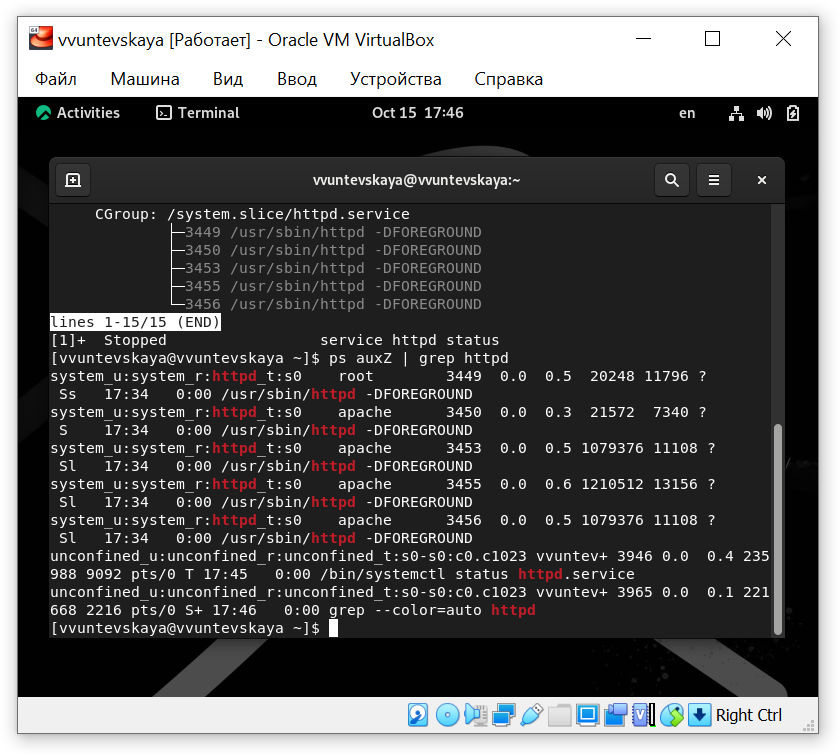 vvuntevskaya [Работает] - Oracle VM VirtualBox
Файл Машина Вид Ввод Устройства Справка
Activities Terminal Oct 15 17:46 en
vvuntevskaya@vvuntevskaya:~
CGroup: /system.slice/httpd.service
├─3449 /usr/sbin/httpd -DFOREGROUND
├─3450 /usr/sbin/httpd -DFOREGROUND
├─3453 /usr/sbin/httpd -DFOREGROUND
├─3455 /usr/sbin/httpd -DFOREGROUND
└─3456 /usr/sbin/httpd -DFOREGROUND
lines 1-15/15 (END)
[1]+  Stopped                 service httpd status
[vvuntevskaya@vvuntevskaya ~]$ ps auxZ | grep httpd
system_u:system_r:httpd_t:s0    root        3449  0.0  0.5  20248 11796 ?
Ss   17:34   0:00 /usr/sbin/httpd -DFOREGROUND
system_u:system_r:httpd_t:s0    apache      3450  0.0  0.3  21572  7340 ?
S    17:34   0:00 /usr/sbin/httpd -DFOREGROUND
system_u:system_r:httpd_t:s0    apache      3453  0.0  0.5 1079376 11108 ?
Sl   17:34   0:00 /usr/sbin/httpd -DFOREGROUND
system_u:system_r:httpd_t:s0    apache      3455  0.0  0.6 1210512 13156 ?
Sl   17:34   0:00 /usr/sbin/httpd -DFOREGROUND
system_u:system_r:httpd_t:s0    apache      3456  0.0  0.5 1079376 11108 ?
Sl   17:34   0:00 /usr/sbin/httpd -DFOREGROUND
unconfined_u:unconfined_r:unconfined_t:s0-s0:c0.c1023 vvuntev+ 3946 0.0  0.4 235
988 9092 pts/0 T 17:45   0:00 /bin/systemctl status httpd.service
unconfined_u:unconfined_r:unconfined_t:s0-s0:c0.c1023 vvuntev+ 3965 0.0  0.1 221
668 2216 pts/0 S+ 17:46   0:00 grep --color=auto httpd
[vvuntevskaya@vvuntevskaya ~]$
Right Ctrl